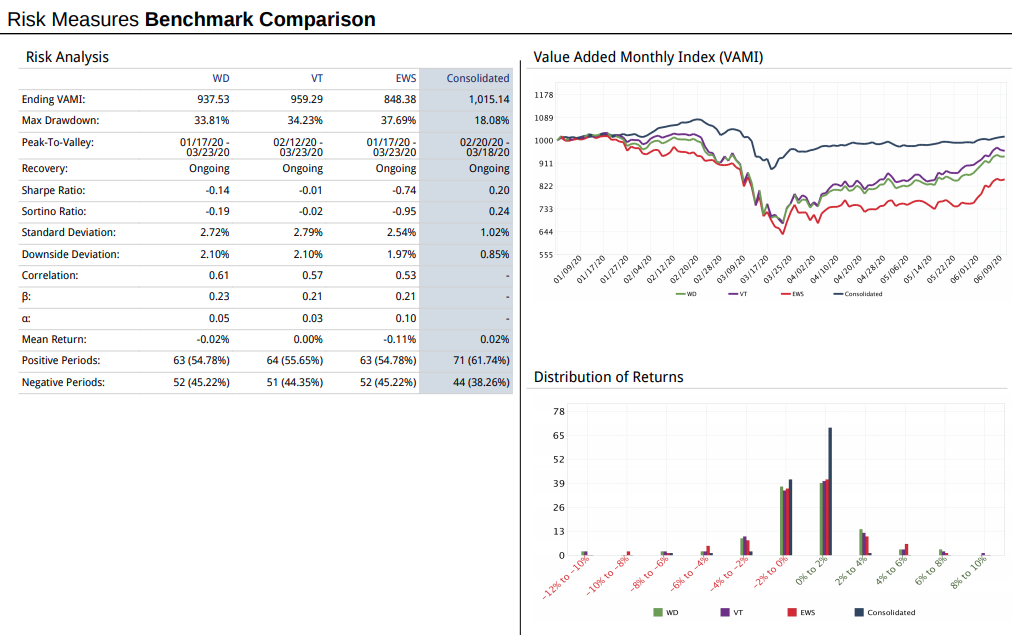 Risk Measures Benchmark Comparison
Risk Analysis
WD VT EWS Consolidated
Ending VAMI: 937.53 959.29 848.38 1,015.14
Max Drawdown: 33.81% 34.23% 37.69% 18.08%
Peak-To-Valley: 01/17/20 - 02/12/20 - 01/17/20 - 02/20/20 -
03/23/20 03/23/20 03/23/20 03/18/20
Recovery: Ongoing Ongoing Ongoing Ongoing
Sharpe Ratio: -0.14 -0.01 -0.74 0.20
Sortino Ratio: -0.19 -0.02 -0.95 0.24
Standard Deviation: 2.72% 2.79% 2.54% 1.02%
Downside Deviation: 2.10% 2.10% 1.97% 0.85%
Correlation: 0.61 0.57 0.53 -
β: 0.23 0.21 0.21 -
α: 0.05 0.03 0.10 -
Mean Return: -0.02% 0.00% -0.11% 0.02%
Positive Periods: 63 (54.78%) 64 (55.65%) 63 (54.78%) 71 (61.74%)
Negative Periods: 52 (45.22%) 51 (44.35%) 52 (45.22%) 44 (38.26%)
Value Added Monthly Index (VAMI)
1178
1089
1000
911
822
733
644
555
01/09/20 01/17/20 01/27/20 02/04/20 02/12/20 02/20/20 02/28/20 03/09/20 03/17/20 03/25/20 04/02/20 04/10/20 04/20/20 04/28/20 05/06/20 05/14/20 05/22/20 06/01/20 06/09/20
WD VT EWS Consolidated
Distribution of Returns
78
65
52
39
26
13
0
-12% to -10% -10% to -8% -8% to -6% -6% to -4% -4% to -2% -2% to 0% 0% to 2% 2% to 4% 4% to 6% 6% to 8% 8% to 10%
WD VT EWS Consolidated